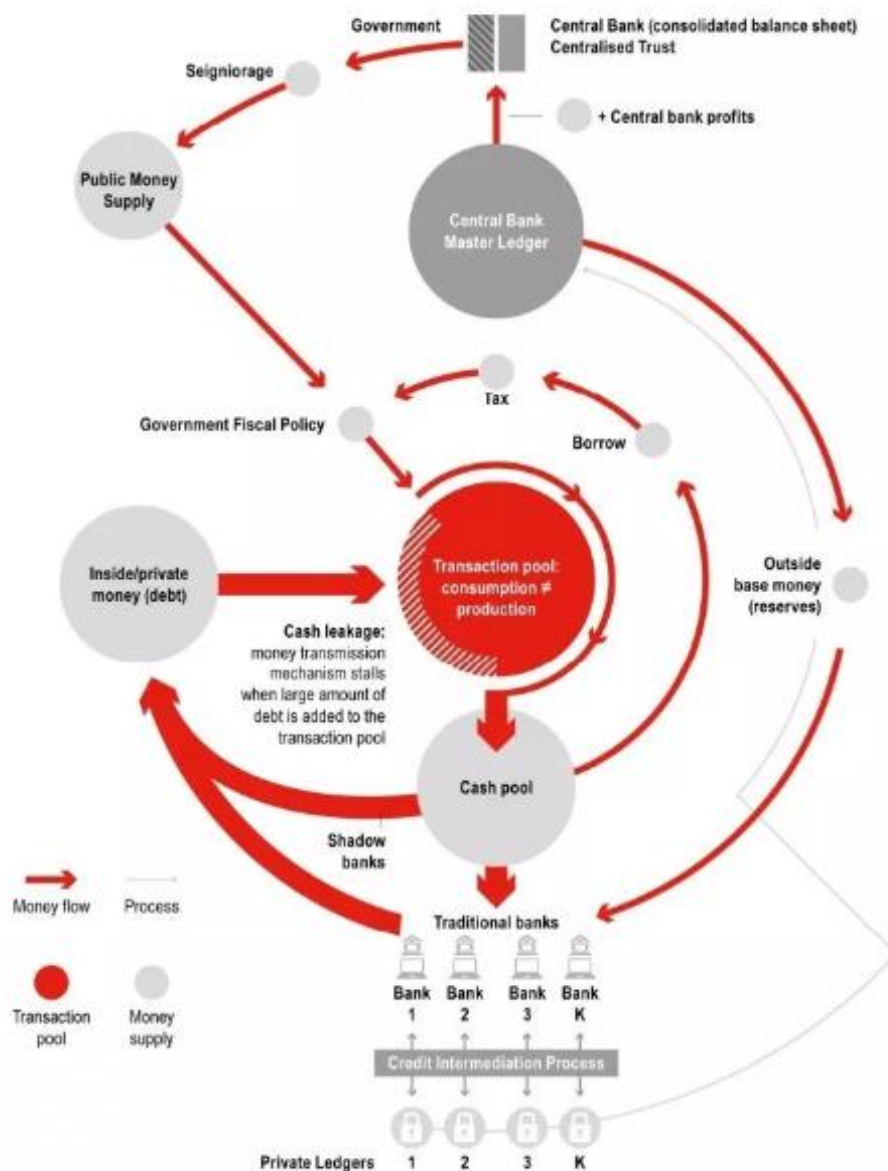 Government
Central Bank (consolidated balance sheet)
Centralised Trust
Seigniorage
+ Central bank profits
Public Money
Supply
Central Bank
Master Ledger
Tax
Government Fiscal Policy
Borrow
Inside/private
money (debt)
Transaction pool:
consumption ≠
production
Outside
base money
(reserves)
Cash leakage:
money transmission
mechanism stalls
when large amount of
debt is added to the
transaction pool
Cash pool
Shadow
banks
Money flow
Process
Traditional banks
Transaction
pool
Money
supply
Bank Bank Bank Bank
1 2 3 K
Credit Intermediation Process
Private Ledgers 1 2 3 K